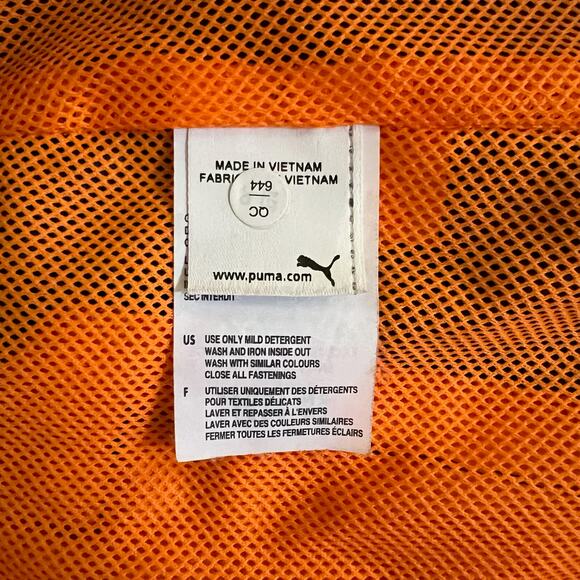 MADE IN VIETNAM
FABRI VIETNAM
QC
644
www.puma.com
SEC INTERDIT
US USE ONLY MILD DETERGENT
WASH AND IRON INSIDE OUT
WASH WITH SIMILAR COLOURS
CLOSE ALL FASTENINGS
F UTILISER UNIQUEMENT DES DÉTERGENTS
POUR TEXTILES DÉLICATS
LAVER ET REPASSER À L'ENVERS
LAVER AVEC DES COULEURS SIMILAIRES
FERMER TOUTES LES FERMETURES ÉCLAIRS